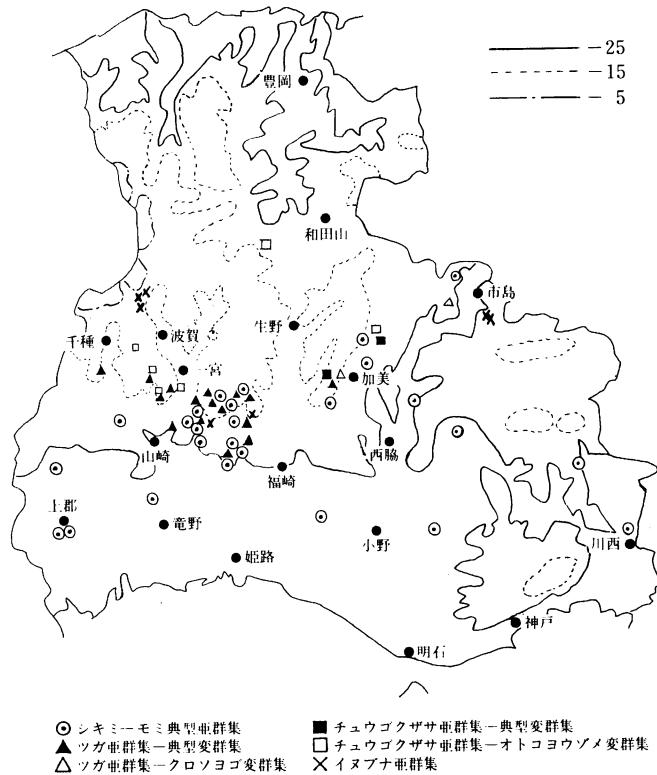 豊岡
-25
-15
-5
和田山
市島
生野
波賀
千種
一宮
加美
山崎
西脇
福崎
上郡
竜野
小野
川西
姫路
神戸
明石
シキミ－モミ典型亜群集
ツガ亜群集－典型変群集
ツガ亜群集－クロソヨゴ変群集
チュウゴクザサ亜群集－典型変群集
チュウゴクザサ亜群集－オトコヨウゾメ変群集
イヌブナ亜群集